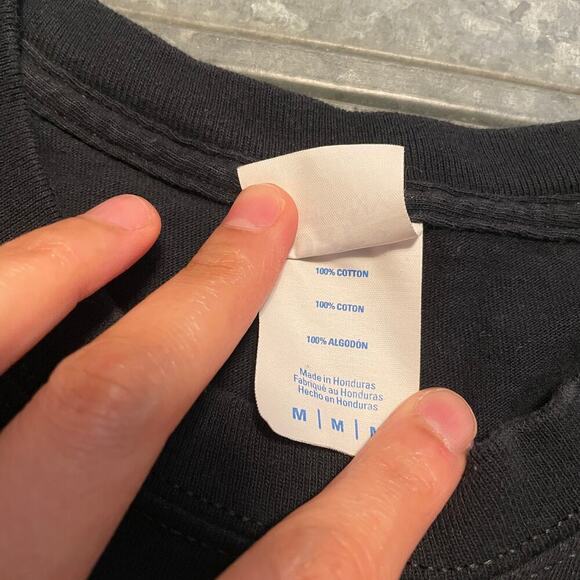 100% COTTON
100% COTON
100% ALGODÓN
Made in Honduras
Fabriqué au Honduras
Hecho en Honduras
M | M |